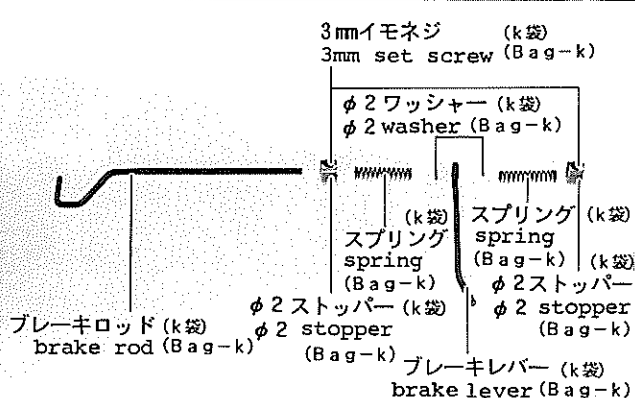 3㎜イモネジ (k袋)
3mm set screw (Bag-k)
φ2ワッシャー (k袋)
φ2washer (Bag-k)
(k袋)
スプリング
spring
(Bag-k)
スプリング (k袋)
spring
(Bag-k) (k袋)
φ2ストッパー
φ2 stopper
(Bag-k)
φ2ストッパー (k袋)
φ2 stopper
(Bag-k)
ブレーキロッド (k袋)
brake rod (Bag-k)
ブレーキレバー (k袋)
brake lever (Bag-k)